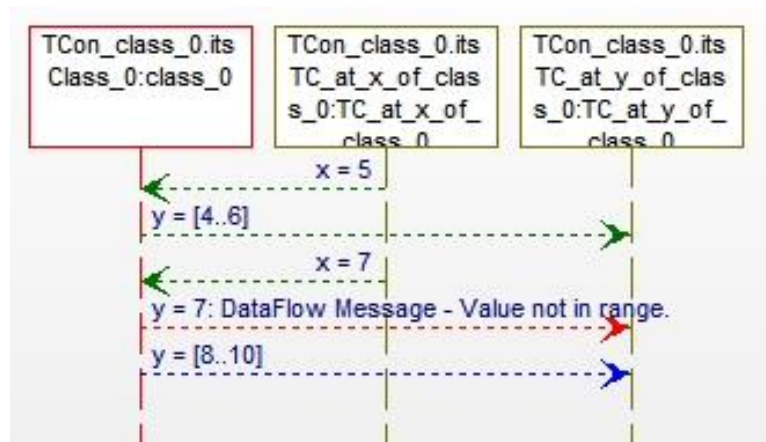 TCon_class_0.its
Class_0:class_0
TCon_class_0.its
TC_at_x_of_clas
s_0:TC_at_x_of_
class_0
TCon_class_0.its
TC_at_y_of_clas
s_0:TC_at_y_of_
class_0
x = 5
y = [4..6]
x = 7
y = 7: DataFlow Message - Value not in range.
y = [8..10]